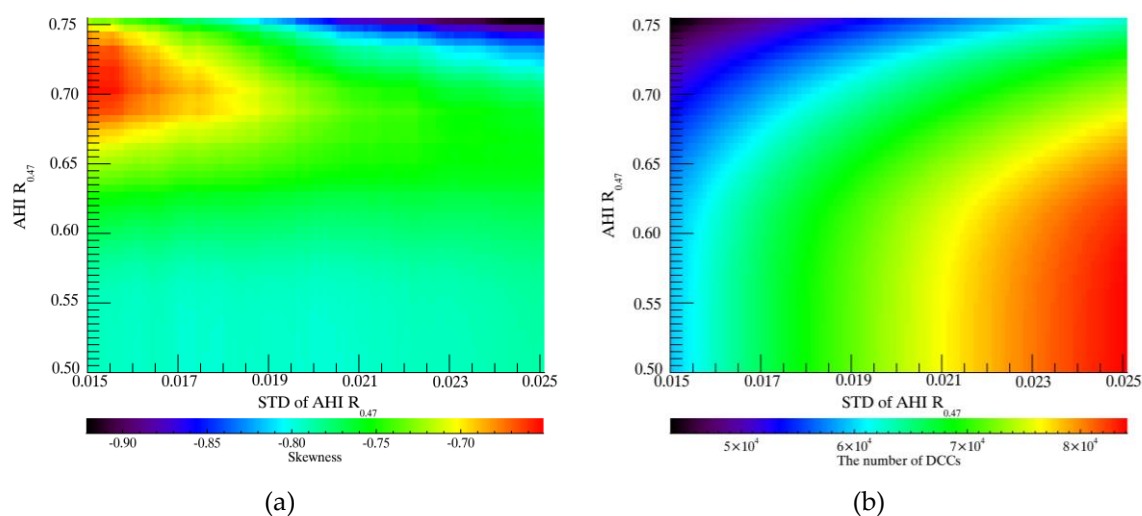 0.75
0.70
0.65
0.60
0.55
0.50
AHI R0.47
0.015 0.017 0.019 0.021 0.023 0.025
STD of AHI R0.47
-0.90 -0.85 -0.80 -0.75 -0.70
Skewness
(a)
0.75
0.70
0.65
0.60
0.55
0.50
AHI R0.47
0.015 0.017 0.019 0.021 0.023 0.025
STD of AHI R0.47
5×10⁴ 6×10⁴ 7×10⁴ 8×10⁴
The number of DCCs
(b)